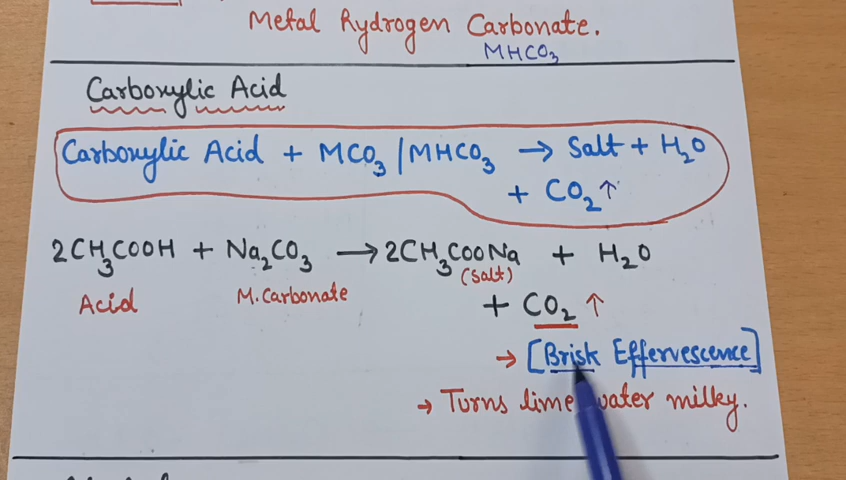 Metal Hydrogen Carbonate.
MHCO₃
Carboxylic Acid
Carboxylic Acid + MCO₃ | MHCO₃ → Salt + H₂O
+ CO₂ ↑
2CH₃COOH + Na₂CO₃ → 2CH₃COONa + H₂O
(Salt)
Acid M. Carbonate
+ CO₂ ↑
→ [Brisk Effervescence]
→ Turns lime water milky.